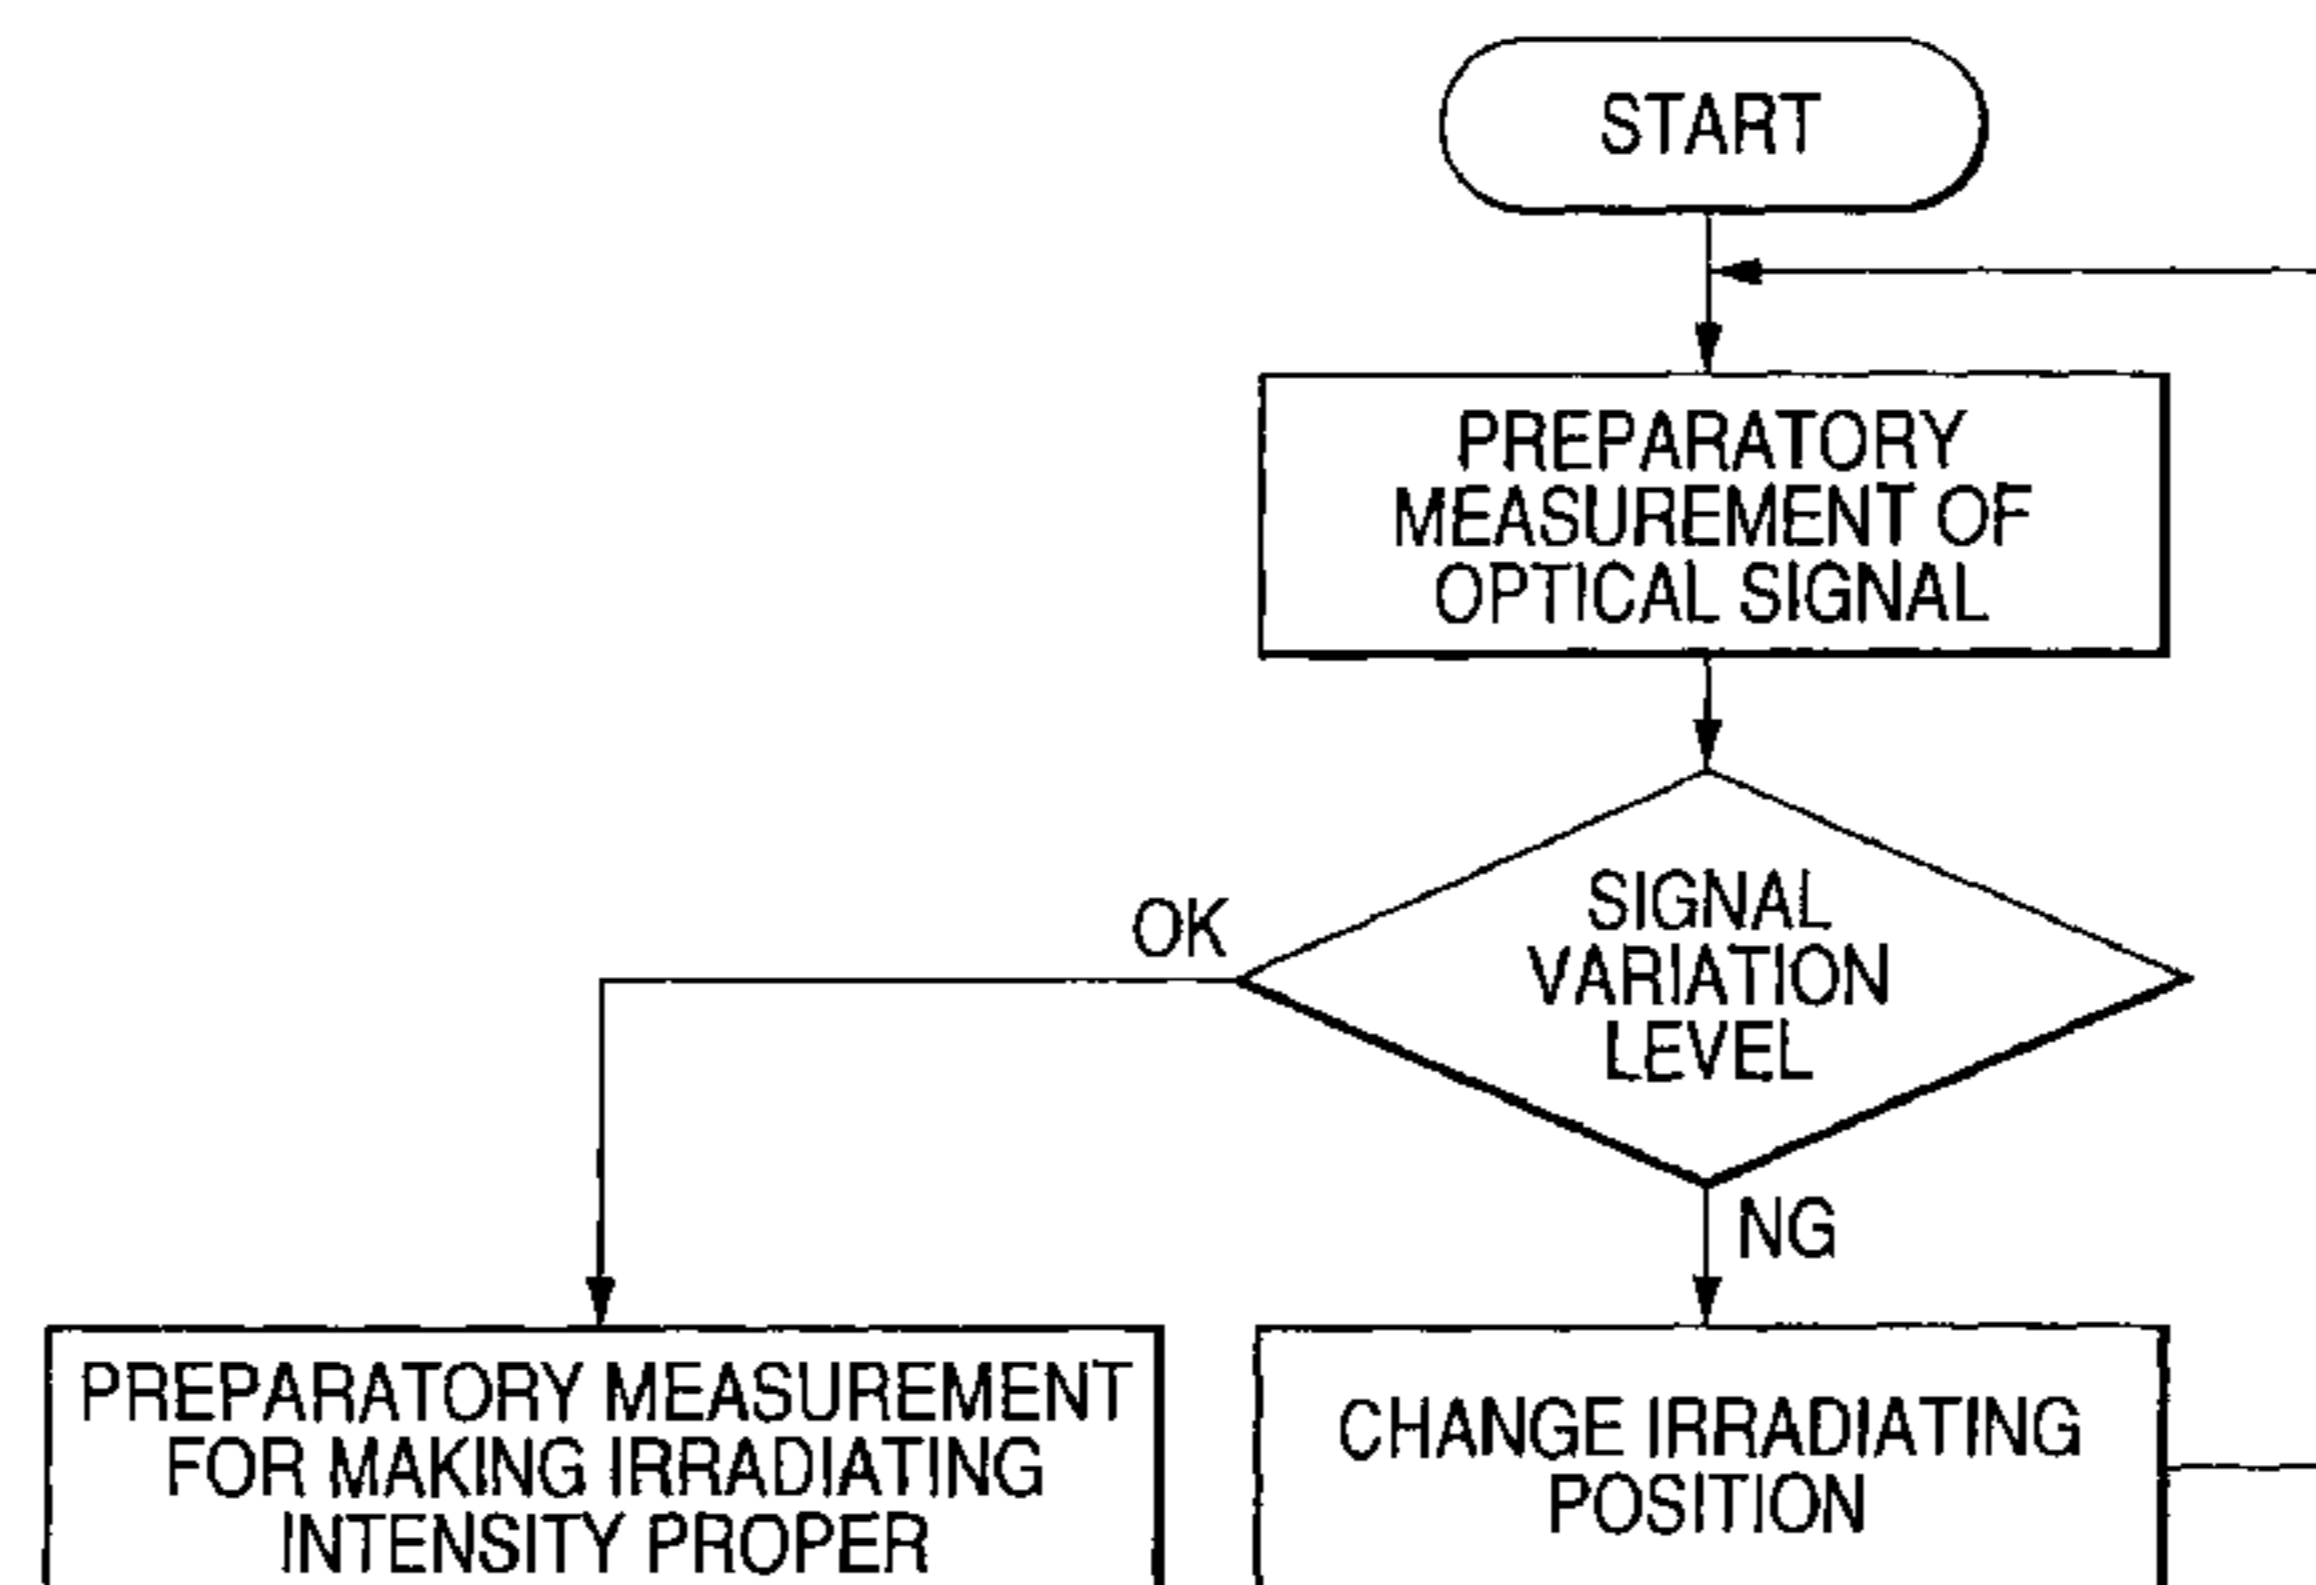 START
PREPARATORY
MEASUREMENT OF
OPTICAL SIGNAL
SIGNAL
VARIATION
LEVEL
OK
NG
PREPARATORY MEASUREMENT
FOR MAKING IRRADIATING
INTENSITY PROPER
CHANGE IRRADIATING
POSITION